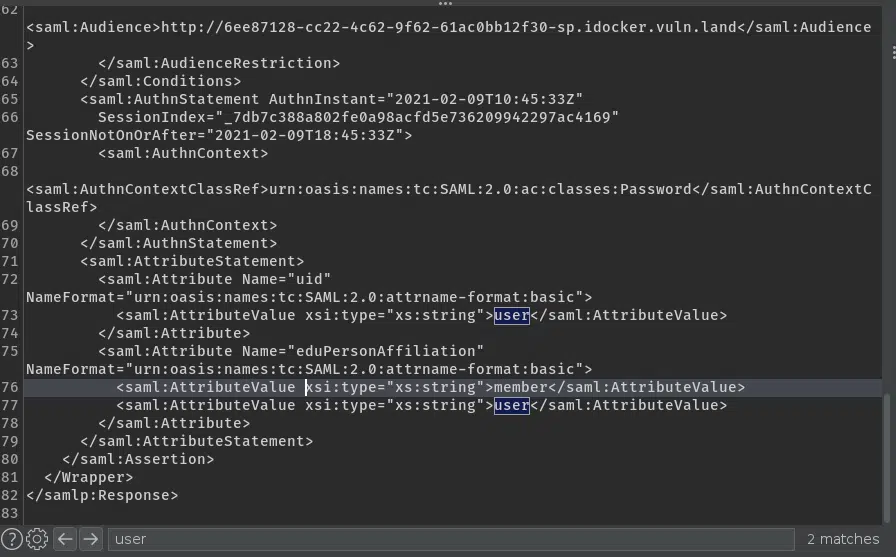 62
<saml:Audience>http://6ee87128-cc22-4c62-9f62-61ac0bb12f30-sp.idocker.vuln.land</saml:Audience
>
63 </saml:AudienceRestriction>
64 </saml:Conditions>
65 <saml:AuthnStatement AuthnInstant="2021-02-09T10:45:33Z"
66 SessionIndex="_7db7c388a802fe0a98acfd5e736209942297ac4169"
SessionNotOnOrAfter="2021-02-09T18:45:33Z">
67 <saml:AuthnContext>
68
<saml:AuthnContextClassRef>urn:oasis:names:tc:SAML:2.0:ac:classes:Password</saml:AuthnContextC
lassRef>
69 </saml:AuthnContext>
70 </saml:AuthnStatement>
71 <saml:AttributeStatement>
72 <saml:Attribute Name="uid"
NameFormat="urn:oasis:names:tc:SAML:2.0:attrname-format:basic">
73 <saml:AttributeValue xsi:type="xs:string">user</saml:AttributeValue>
74 </saml:Attribute>
75 <saml:Attribute Name="eduPersonAffiliation"
NameFormat="urn:oasis:names:tc:SAML:2.0:attrname-format:basic">
76 <saml:AttributeValue xsi:type="xs:string">member</saml:AttributeValue>
77 <saml:AttributeValue xsi:type="xs:string">user</saml:AttributeValue>
78 </saml:Attribute>
79 </saml:AttributeStatement>
80 </saml:Assertion>
81 </Wrapper>
82 </samlp:Response>
83
? user 2 matches